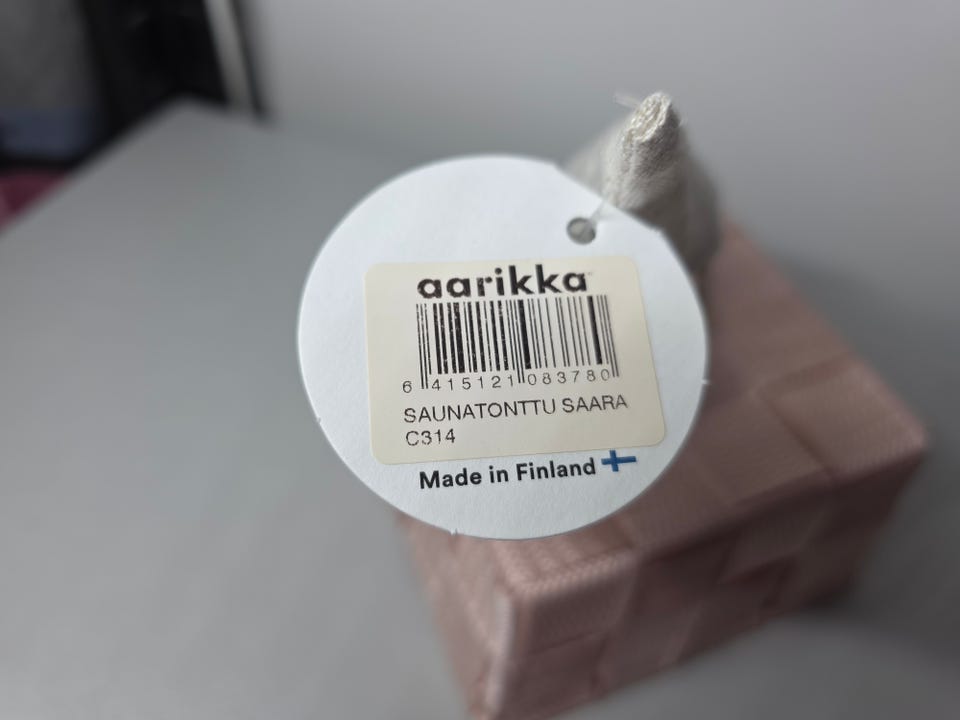 aarikka
6 415121 083780
SAUNATONTTU SAARA
C314
Made in Finland